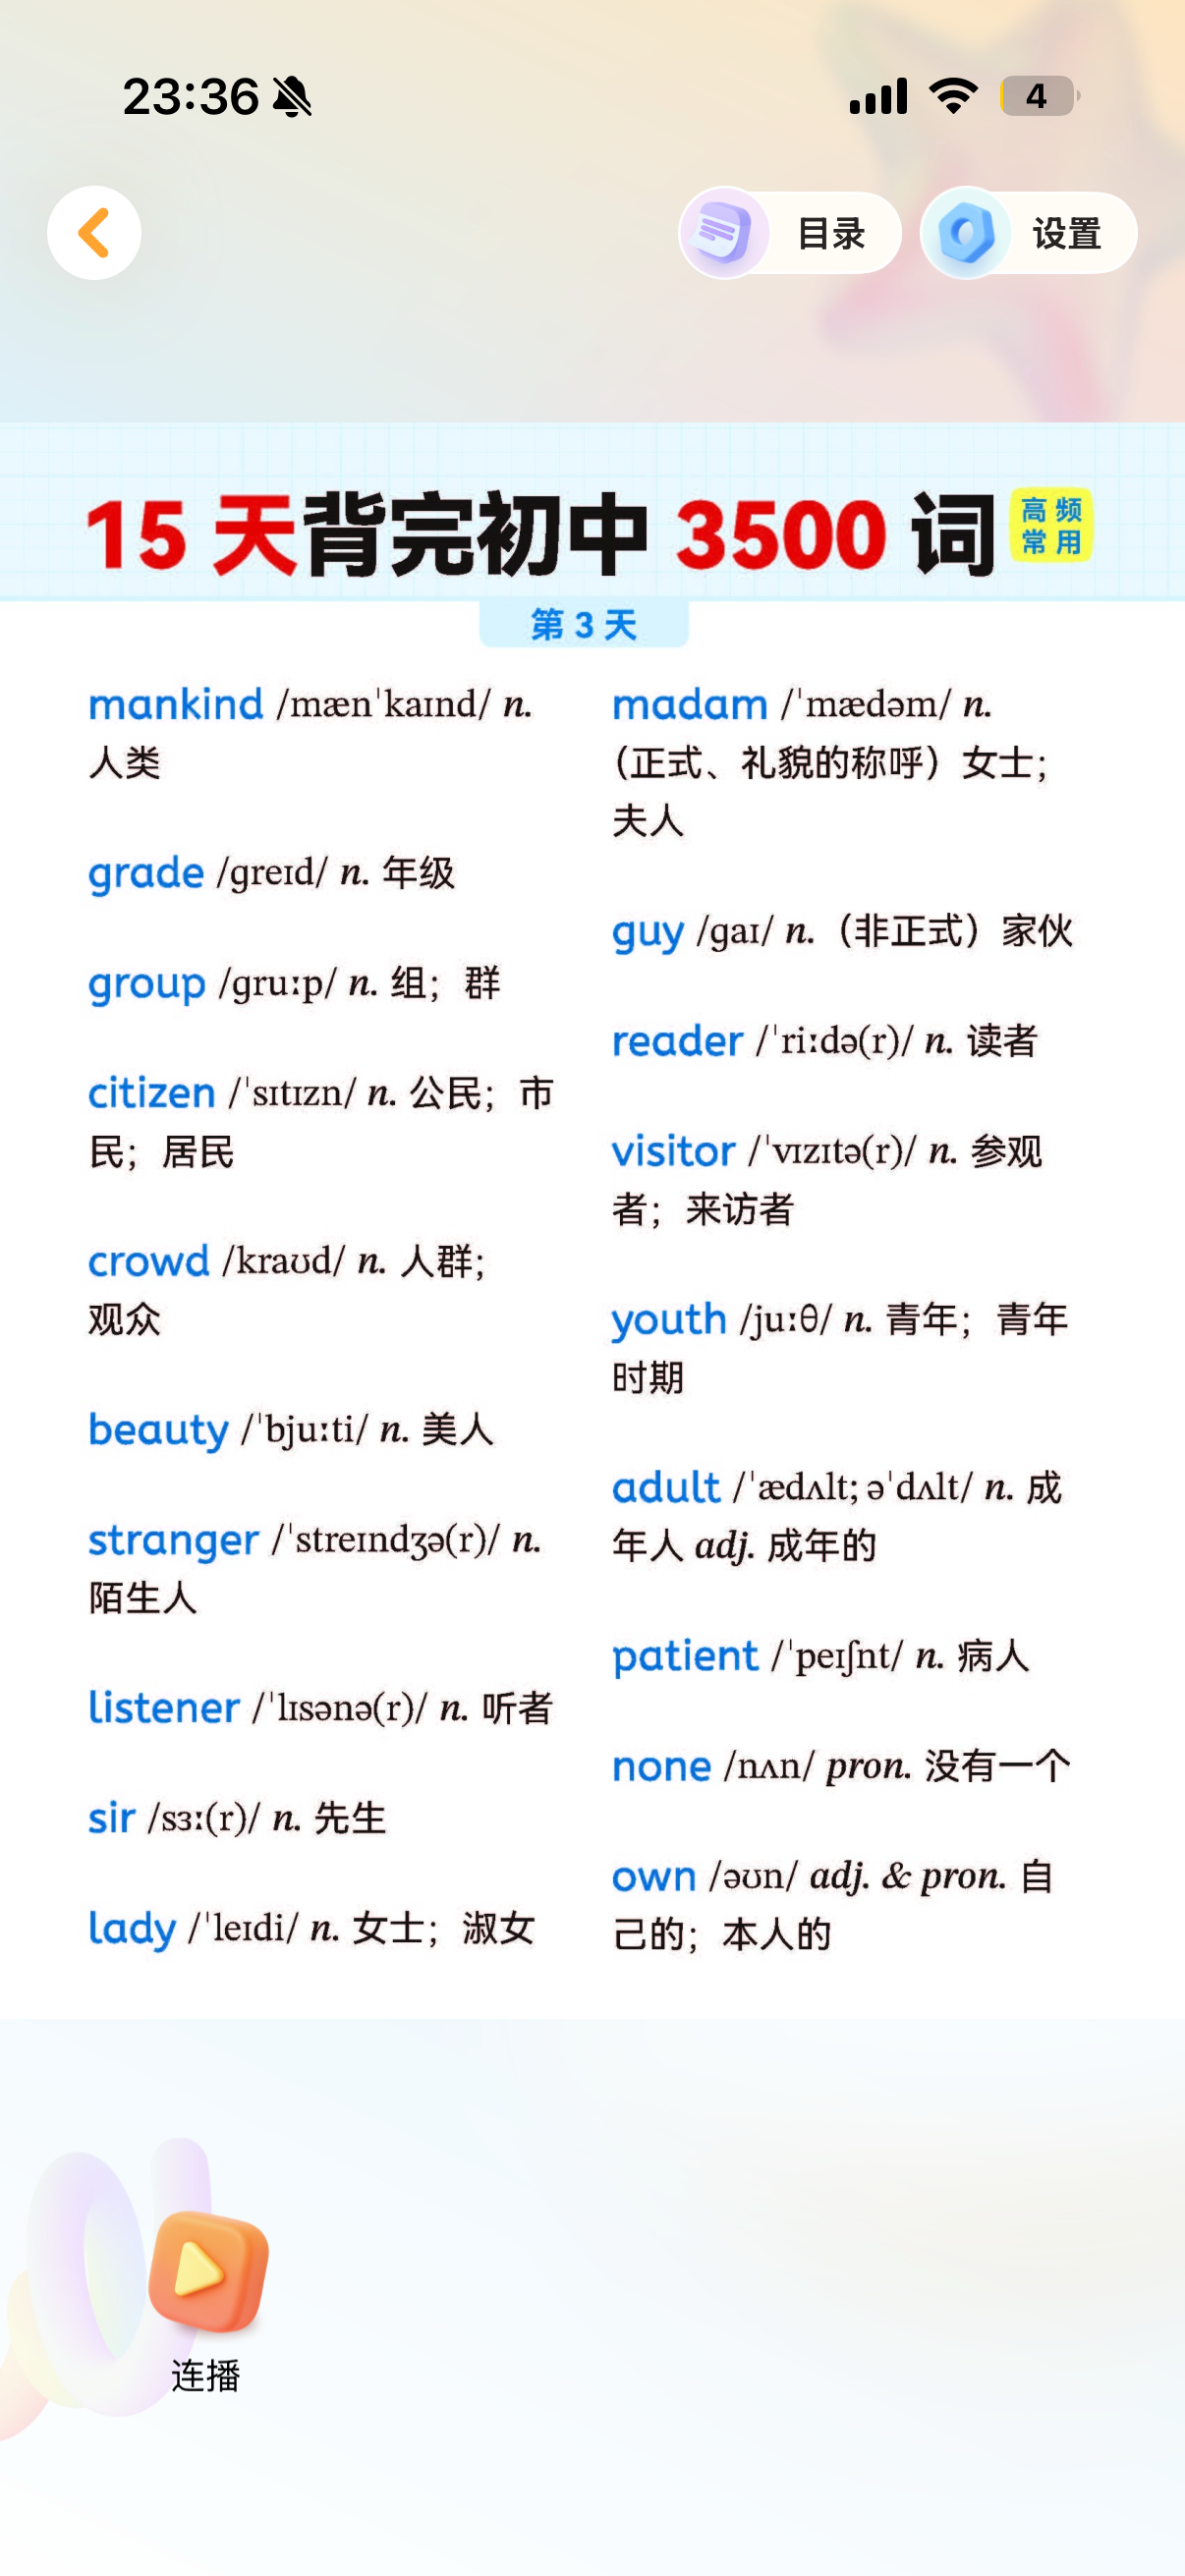 23:36
4
目录
设置
15 天背完初中 3500 词
高频
常用
第 3 天
mankind /mænˈkaɪnd/ n.
人类
grade /ɡreɪd/ n. 年级
group /ɡruːp/ n. 组；群
citizen /ˈsɪtɪzn/ n. 公民；市
民；居民
crowd /kraʊd/ n. 人群；
观众
beauty /ˈbjuːti/ n. 美人
stranger /ˈstreɪndʒə(r)/ n.
陌生人
listener /ˈlɪsənə(r)/ n. 听者
sir /sɜː(r)/ n. 先生
lady /ˈleɪdi/ n. 女士；淑女
madam /ˈmædəm/ n.
（正式、礼貌的称呼）女士；
夫人
guy /ɡaɪ/ n.（非正式）家伙
reader /ˈriːdə(r)/ n. 读者
visitor /ˈvɪzɪtə(r)/ n. 参观
者；来访者
youth /juːθ/ n. 青年；青年
时期
adult /ˈædʌlt; əˈdʌlt/ n. 成
年人 adj. 成年的
patient /ˈpeɪʃnt/ n. 病人
none /nʌn/ pron. 没有一个
own /əʊn/ adj. & pron. 自
己的；本人的
连播